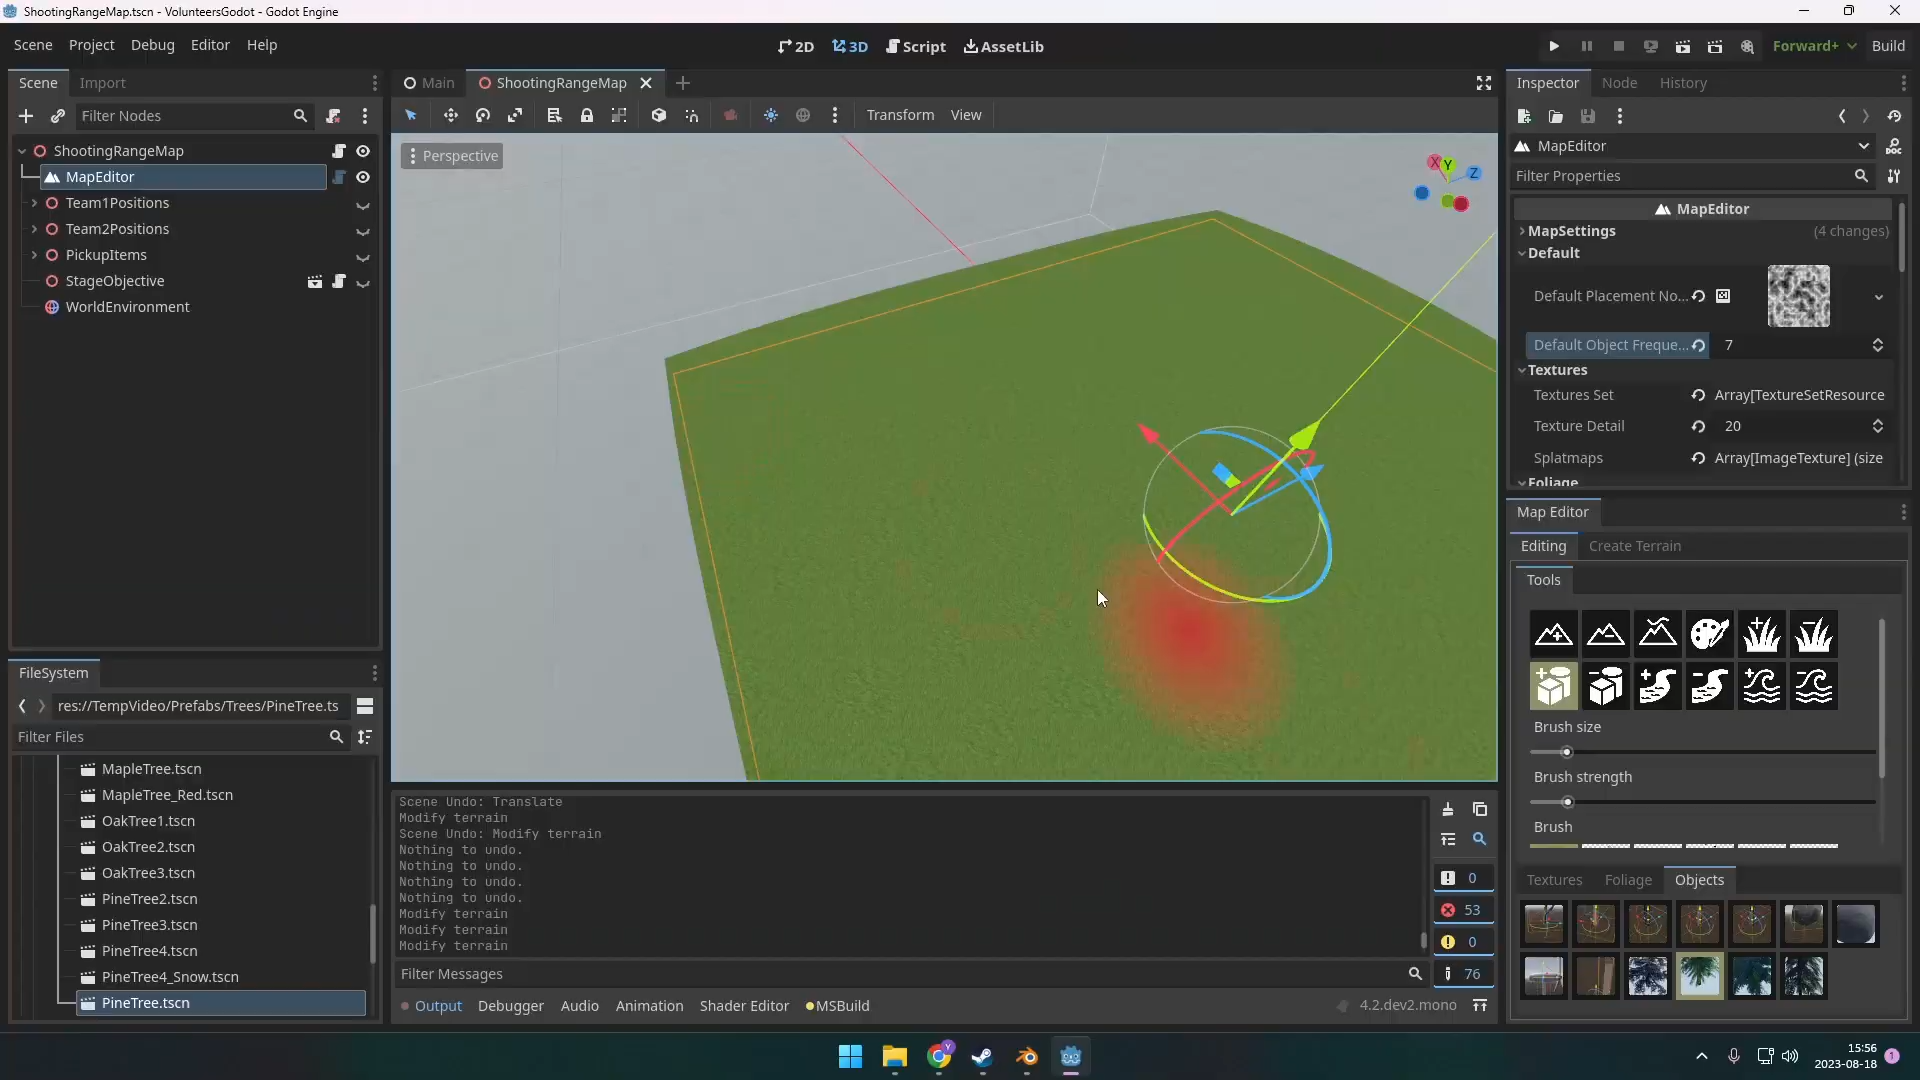 ShootingRangeMap.tscn - VolunteersGodot - Godot Engine
Scene Project Debug Editor Help
2D 3D Script AssetLib
Forward+ Build
Scene Import
Filter Nodes
ShootingRangeMap
MapEditor
Team1Positions
Team2Positions
PickupItems
StageObjective
WorldEnvironment
FileSystem
res://TempVideo/Prefabs/Trees/PineTree.ts
Filter Files
MapleTree.tscn
MapleTree_Red.tscn
OakTree1.tscn
OakTree2.tscn
OakTree3.tscn
PineTree2.tscn
PineTree3.tscn
PineTree4.tscn
PineTree4_Snow.tscn
PineTree.tscn
Main ShootingRangeMap
Transform View
Perspective
X Y Z
Scene Undo: Translate
Modify terrain
Scene Undo: Modify terrain
Nothing to undo.
Nothing to undo.
Nothing to undo.
Nothing to undo.
Modify terrain
Modify terrain
Modify terrain
0
53
0
76
Filter Messages
Output Debugger Audio Animation Shader Editor MSBuild
4.2.dev2.mono
Inspector Node History
MapEditor
Filter Properties
MapEditor
MapSettings (4 changes)
Default
Default Placement No...
Default Object Freque... 7
Textures
Textures Set Array[TextureSetResource
Texture Detail 20
Splatmaps Array[ImageTexture] (size
Foliage
Map Editor
Editing Create Terrain
Tools
Brush size
Brush strength
Brush
Textures Foliage Objects
15:56
2023-08-18
1